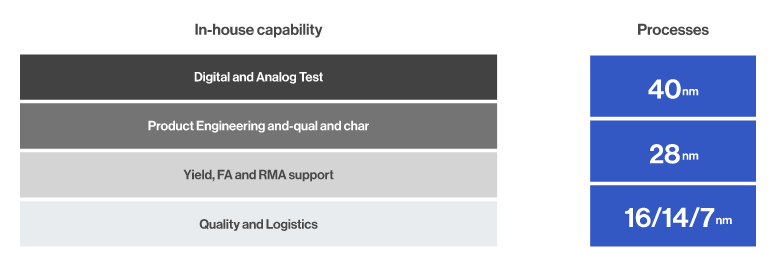 In-house capability
Digital and Analog Test
Product Engineering and-qual and char
Yield, FA and RMA support
Quality and Logistics
Processes
40nm
28nm
16/14/7nm